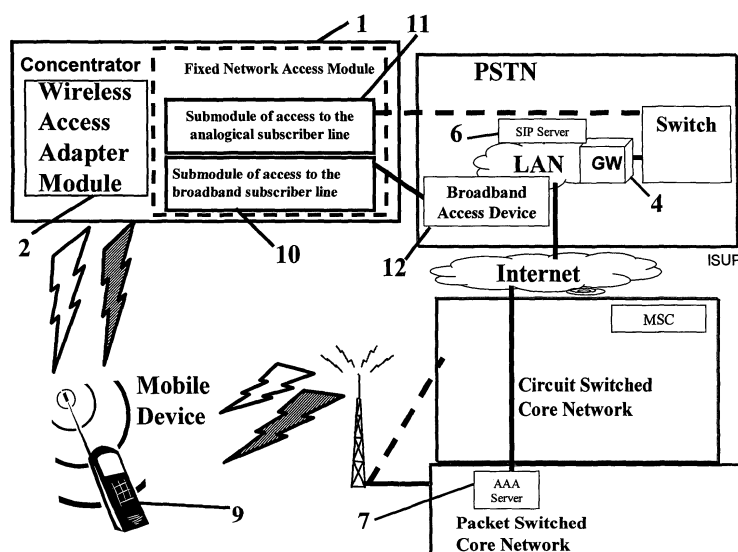 1
11
Concentrator
Wireless
Access
Adapter
Module
Fixed Network Access Module
Submodule of access to the
analogical subscriber line
Submodule of access to the
broadband subscriber line
2
10
PSTN
6
SIP Server
Switch
LAN
GW
4
Broadband
Access Device
12
ISUP
Internet
MSC
Circuit Switched
Core Network
Mobile
Device
9
7
AAA
Server
Packet Switched
Core Network